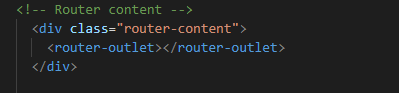 <!-- Router content -->
<div class="router-content">
<router-outlet></router-outlet>
</div>